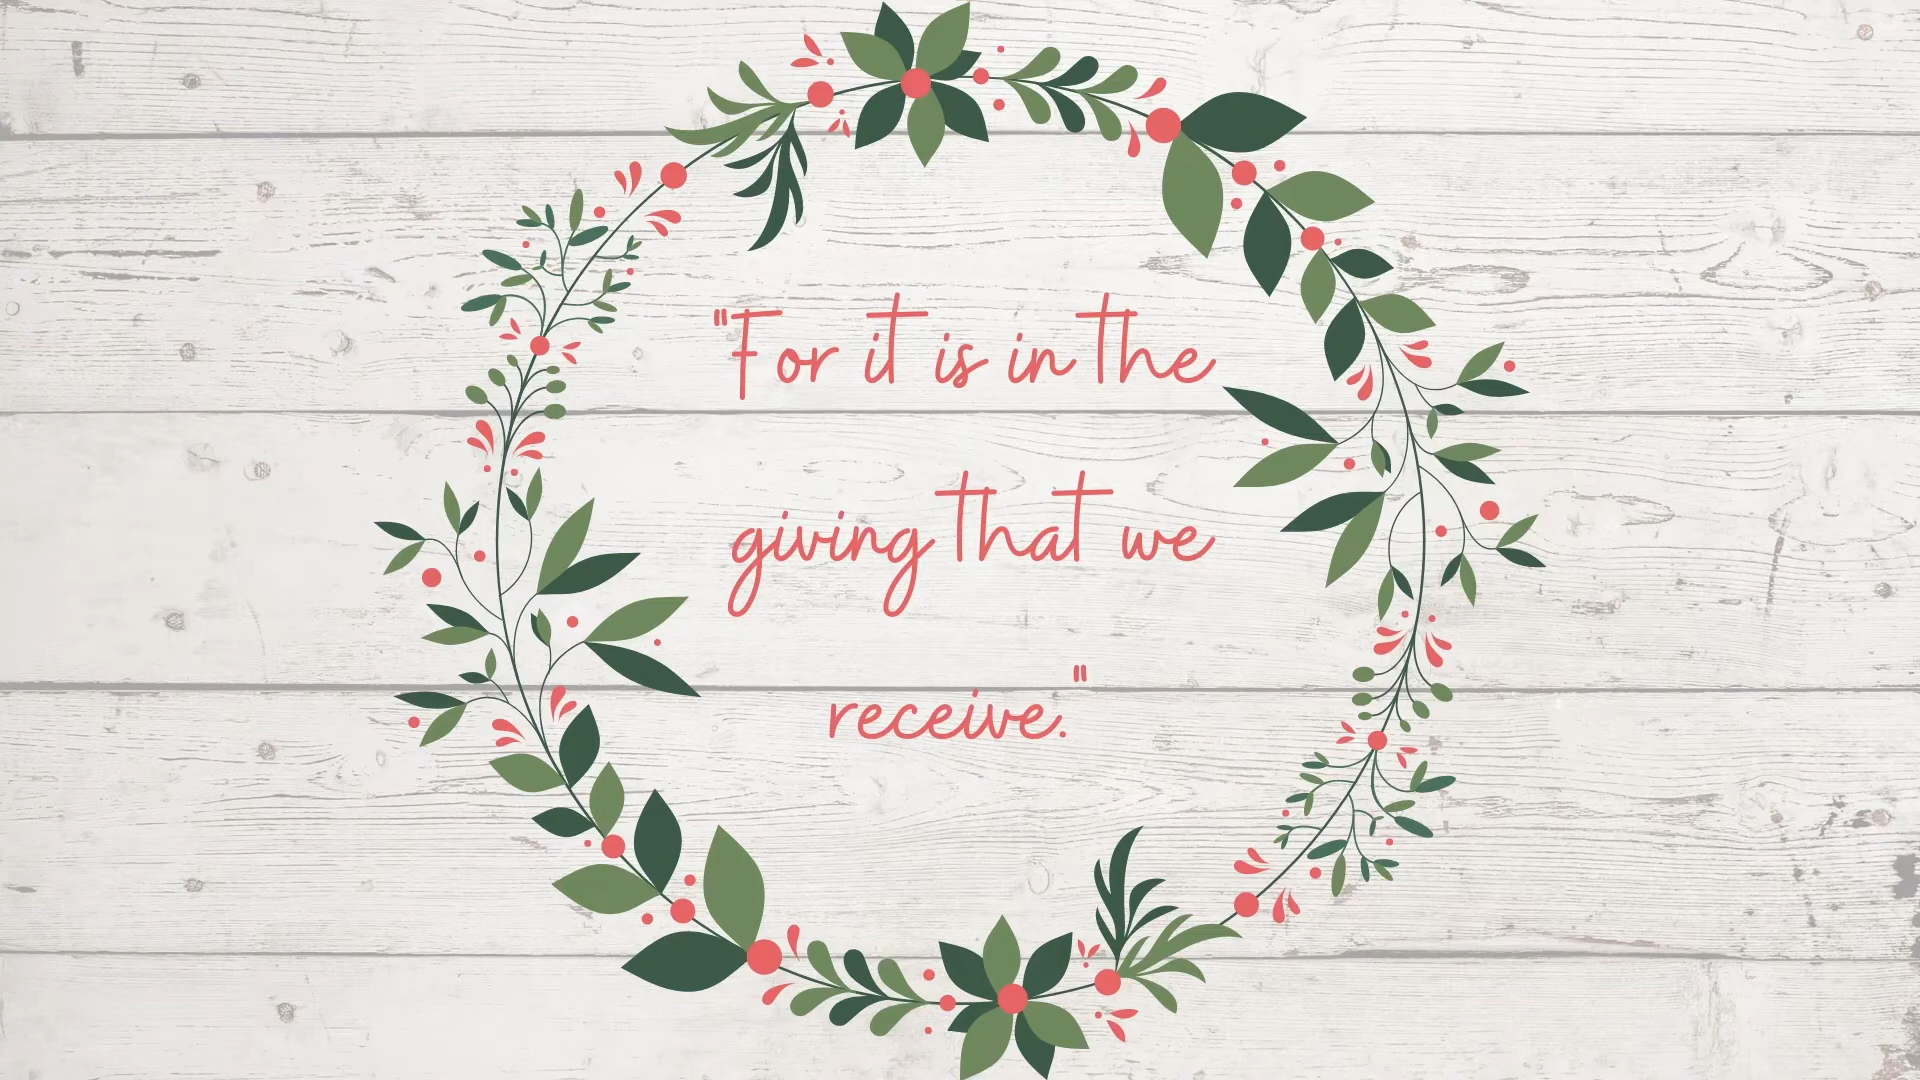 "For it is in the
giving that we
receive."